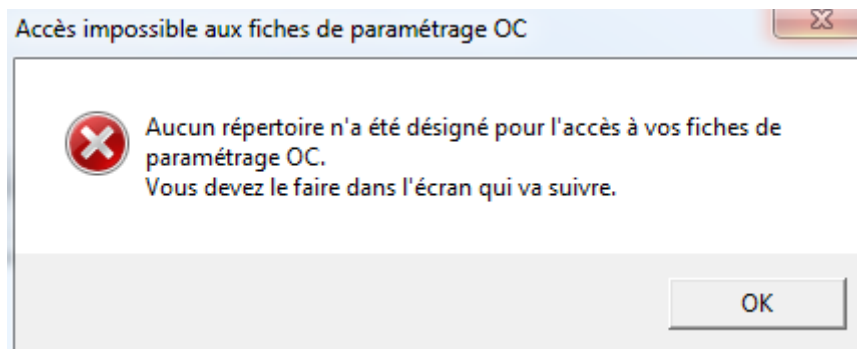 Accès impossible aux fiches de paramétrage OC
Aucun répertoire n'a été désigné pour l'accès à vos fiches de
paramétrage OC.
Vous devez le faire dans l'écran qui va suivre.
OK